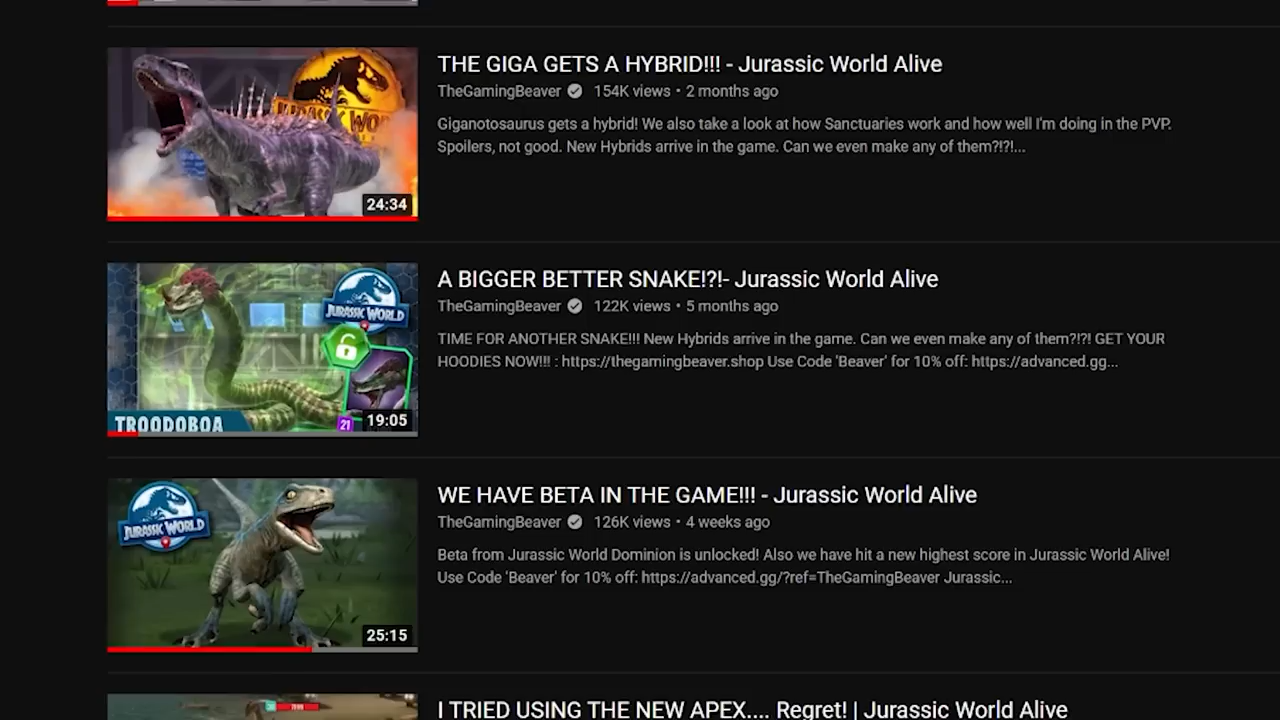 THE GIGA GETS A HYBRID!!! - Jurassic World Alive
TheGamingBeaver 154K views • 2 months ago
Giganotosaurus gets a hybrid! We also take a look at how Sanctuaries work and how well I'm doing in the PVP.
Spoilers, not good. New Hybrids arrive in the game. Can we even make any of them?!?!...
JURASSIC WOR
24:34
A BIGGER BETTER SNAKE!?!- Jurassic World Alive
TheGamingBeaver 122K views • 5 months ago
TIME FOR ANOTHER SNAKE!!! New Hybrids arrive in the game. Can we even make any of them?!?! GET YOUR
HOODIES NOW!!! : https://thegamingbeaver.shop Use Code 'Beaver' for 10% off: https://advanced.gg...
JURASSIC WORLD
TROODOBOA
21
19:05
WE HAVE BETA IN THE GAME!!! - Jurassic World Alive
TheGamingBeaver 126K views • 4 weeks ago
Beta from Jurassic World Dominion is unlocked! Also we have hit a new highest score in Jurassic World Alive!
Use Code 'Beaver' for 10% off: https://advanced.gg/?ref=TheGamingBeaver Jurassic...
JURASSIC WORLD
25:15
I TRIED USING THE NEW APEX.... Regret! | Jurassic World Alive